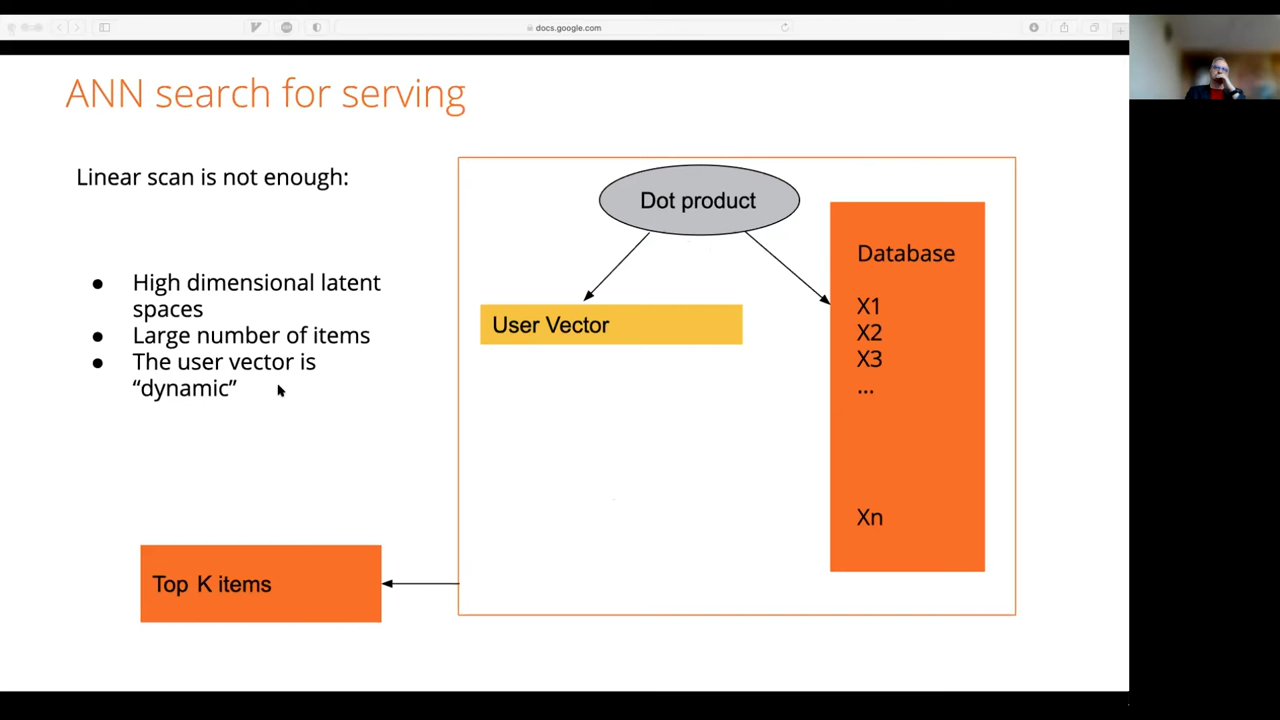 docs.google.com
ANN search for serving
Linear scan is not enough:
● High dimensional latent
spaces
● Large number of items
● The user vector is
“dynamic”
Dot product
User Vector
Database
X1
X2
X3
...
Xn
Top K items